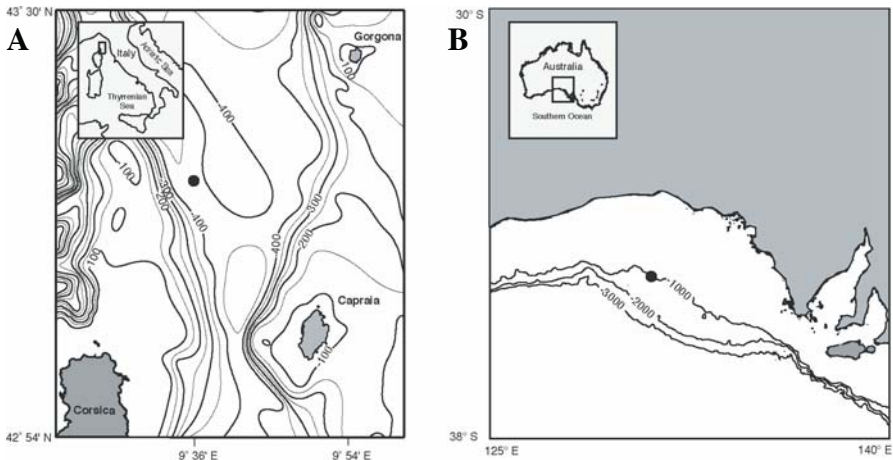 A
43˚ 30' N
42˚ 54' N
9˚ 36' E
9˚ 54' E
Italy
Adriatic Sea
Thyrrenian
Sea
Gorgona
-100
-400
-100
-300
-200
-400
-100
-300
-200
-400
Capraia
-100
Corsica
B
30° S
38° S
125° E
140° E
Australia
Southern Ocean
-1000
-2000
-3000